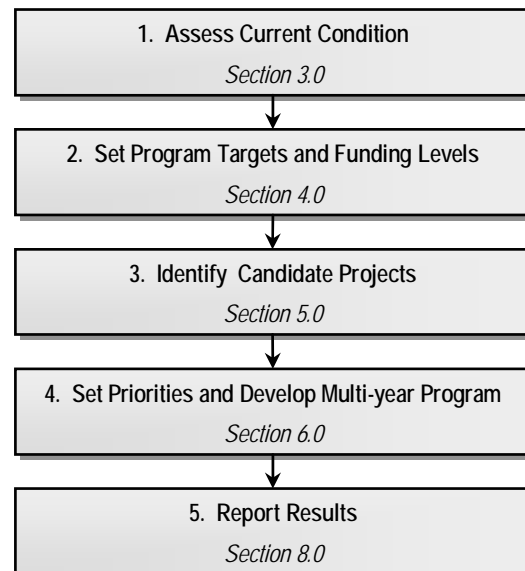 1. Assess Current Condition
Section 3.0
2. Set Program Targets and Funding Levels
Section 4.0
3. Identify Candidate Projects
Section 5.0
4. Set Priorities and Develop Multi-year Program
Section 6.0
5. Report Results
Section 8.0